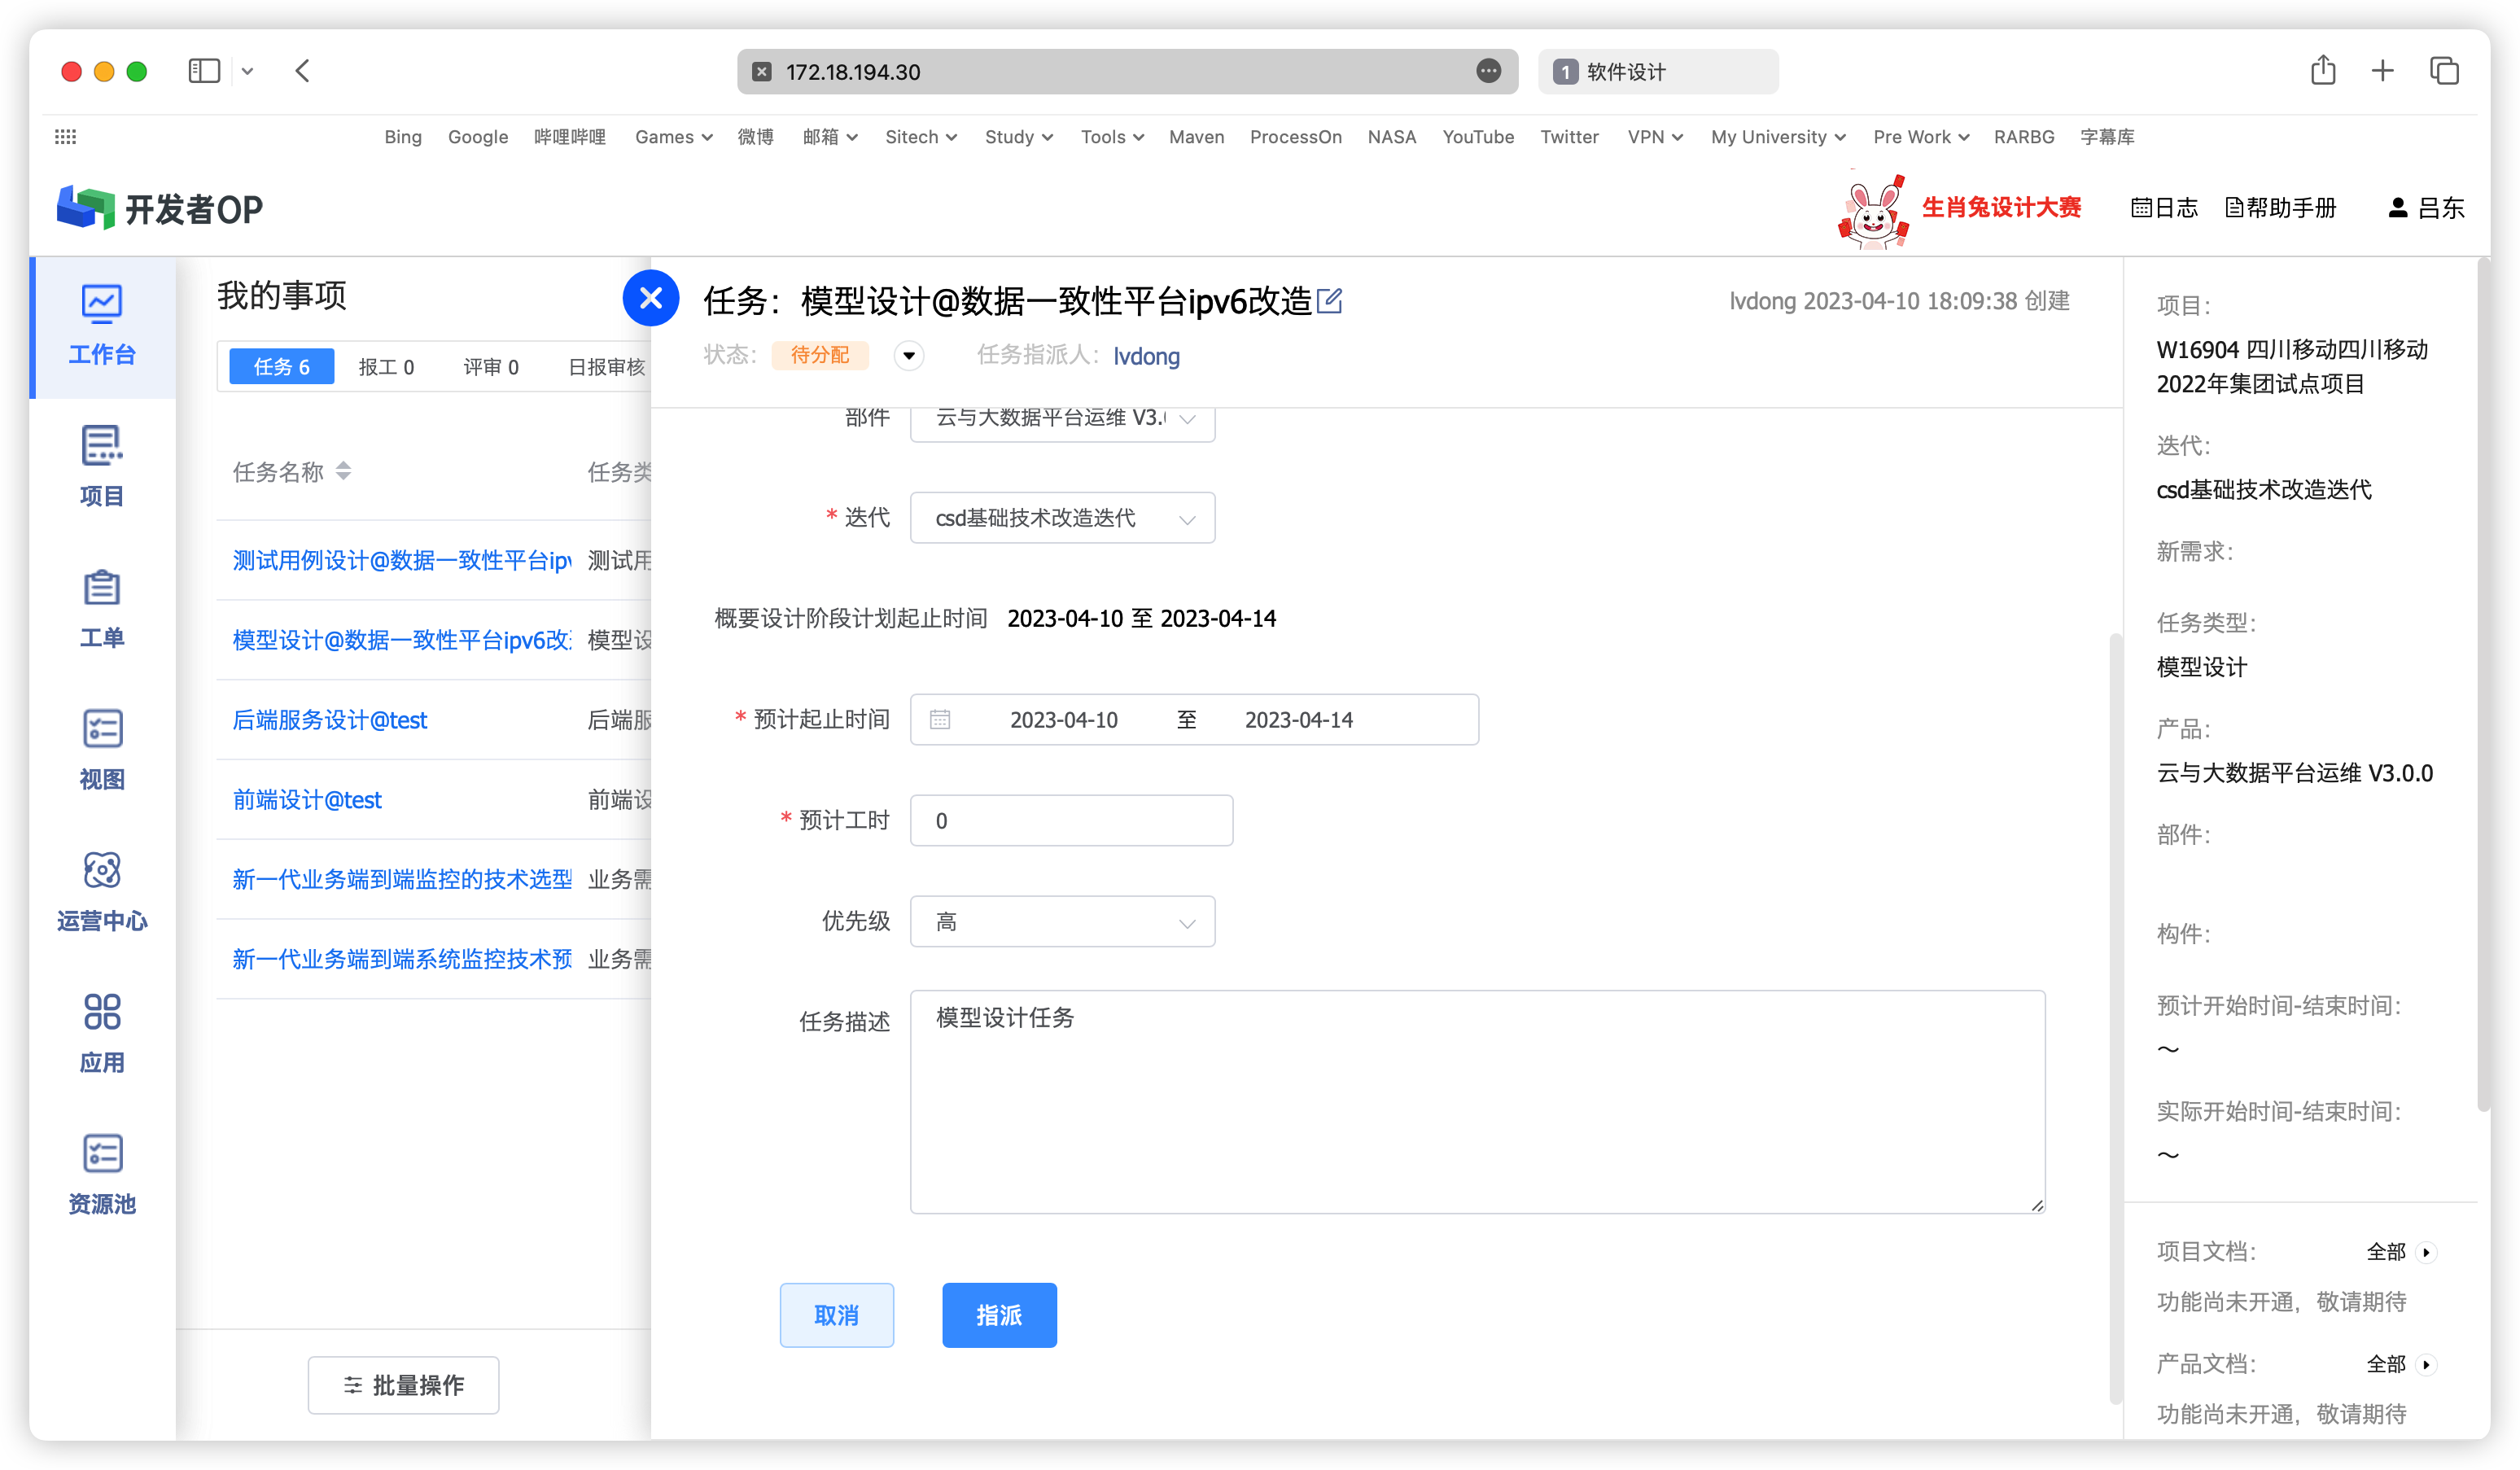 172.18.194.30
1 软件设计
Bing Google 哔哩哔哩 Games 微博 邮箱 Sitech Study Tools Maven ProcessOn NASA YouTube Twitter VPN My University Pre Work RARBG 字幕库
开发者OP
生肖兔设计大赛 日志 帮助手册 吕东
工作台
项目
工单
视图
运营中心
应用
资源池
我的事项
任务 6 报工 0 评审 0 日报审核
任务名称 任务类
测试用例设计@数据一致性平台ipv 测试用
模型设计@数据一致性平台ipv6改 模型设
后端服务设计@test 后端服
前端设计@test 前端设
新一代业务端到端监控的技术选型 业务需
新一代业务端到端系统监控技术预 业务需
批量操作
任务：模型设计@数据一致性平台ipv6改造
lvdong 2023-04-10 18:09:38 创建
状态： 待分配 任务指派人： lvdong
部件 云与大数据平台运维 V3.
* 迭代 csd基础技术改造迭代
概要设计阶段计划起止时间 2023-04-10 至 2023-04-14
* 预计起止时间 2023-04-10 至 2023-04-14
* 预计工时 0
优先级 高
任务描述 模型设计任务
取消 指派
项目：
W16904 四川移动四川移动
2022年集团试点项目
迭代：
csd基础技术改造迭代
新需求：
任务类型：
模型设计
产品：
云与大数据平台运维 V3.0.0
部件：
构件：
预计开始时间-结束时间：
～
实际开始时间-结束时间：
～
项目文档： 全部
功能尚未开通，敬请期待
产品文档： 全部
功能尚未开通，敬请期待